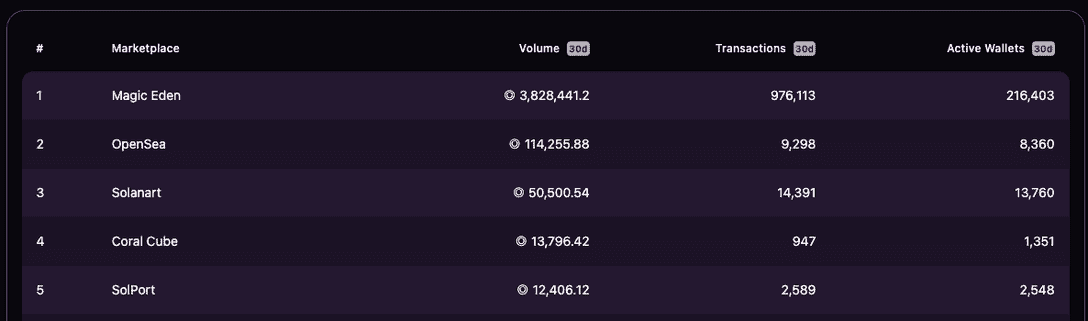 # Marketplace Volume 30d Transactions 30d Active Wallets 30d
1 Magic Eden 3,828,441.2 976,113 216,403
2 OpenSea 114,255.88 9,298 8,360
3 Solanart 50,500.54 14,391 13,760
4 Coral Cube 13,796.42 947 1,351
5 SolPort 12,406.12 2,589 2,548